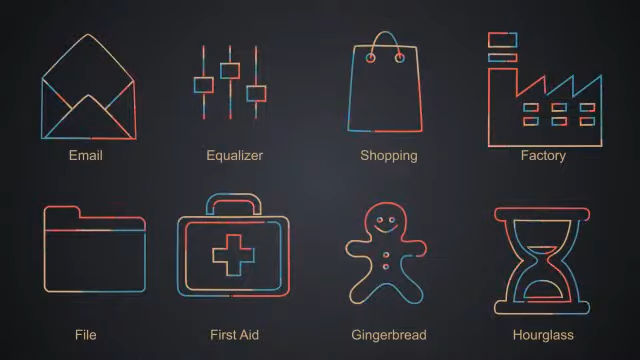 Email
Equalizer
Shopping
Factory
File
First Aid
Gingerbread
Hourglass